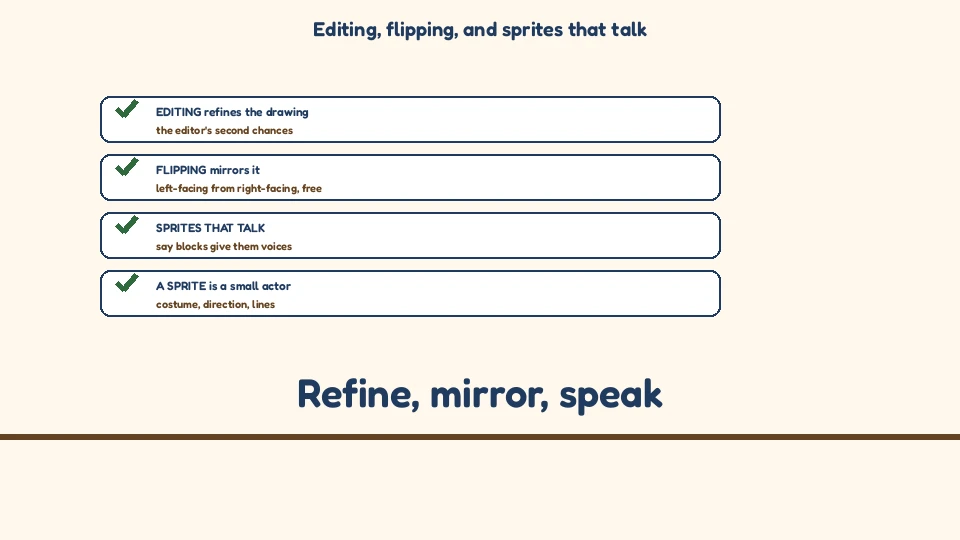 Editing, flipping, and sprites that talk
EDITING refines the drawing
the editor's second chances
FLIPPING mirrors it
left-facing from right-facing, free
SPRITES THAT TALK
say blocks give them voices
A SPRITE is a small actor
costume, direction, lines
Refine, mirror, speak